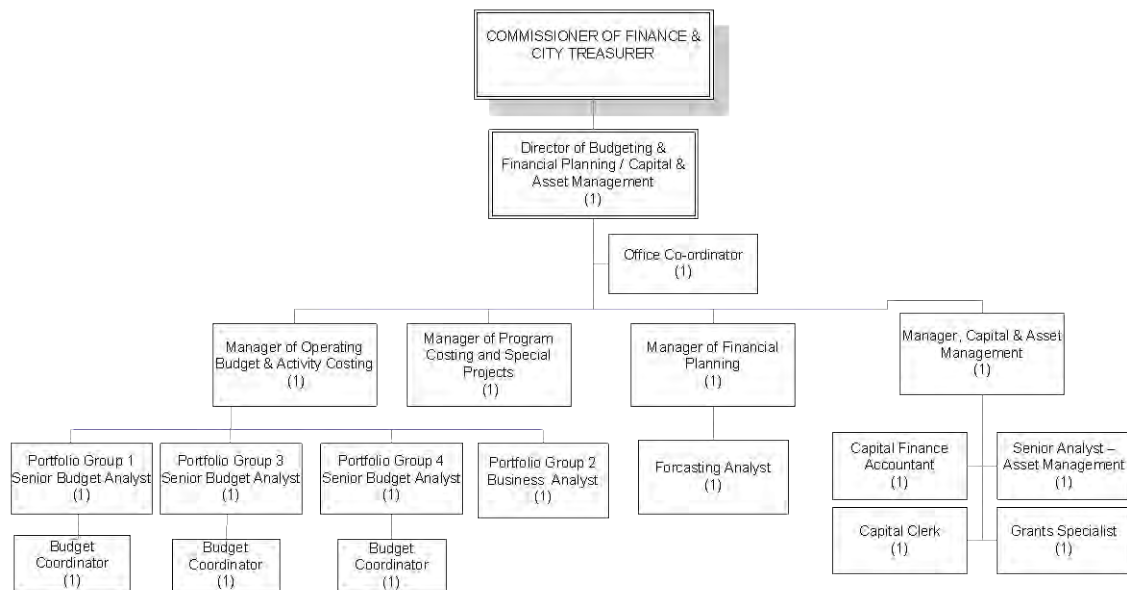 COMMISSIONER OF FINANCE &
CITY TREASURER
Director of Budgeting &
Financial Planning / Capital &
Asset Management
(1)
Office Co-ordinator
(1)
Manager of Operating
Budget & Activity Costing
(1)
Manager of Program
Costing and Special
Projects
(1)
Manager of Financial
Planning
(1)
Manager, Capital & Asset
Management
(1)
Portfolio Group 1
Senior Budget Analyst
(1)
Portfolio Group 3
Senior Budget Analyst
(1)
Portfolio Group 4
Senior Budget Analyst
(1)
Portfolio Group 2
Business Analyst
(1)
Forcasting Analyst
(1)
Capital Finance
Accountant
(1)
Senior Analyst –
Asset Management
(1)
Capital Clerk
(1)
Grants Specialist
(1)
Budget
Coordinator
(1)
Budget
Coordinator
(1)
Budget
Coordinator
(1)